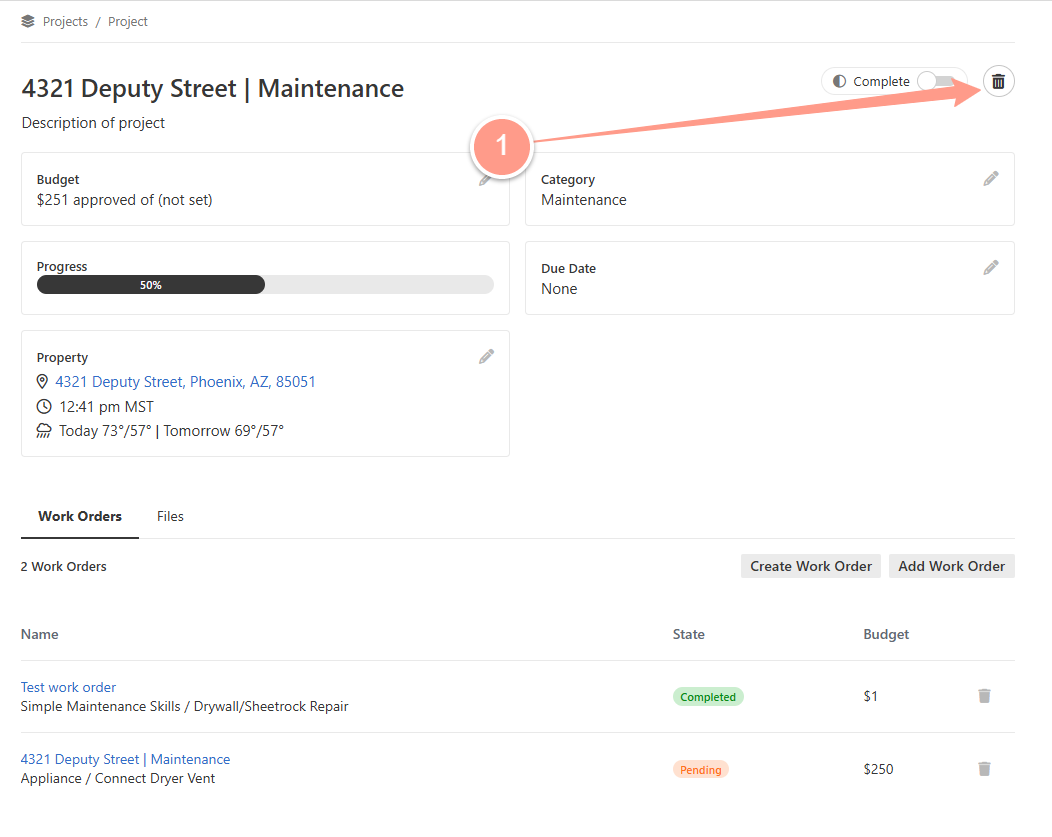 Projects / Project
4321 Deputy Street | Maintenance
Complete
Description of project
1
Budget
$251 approved of (not set)
Category
Maintenance
Progress
50%
Due Date
None
Property
4321 Deputy Street, Phoenix, AZ, 85051
12:41 pm MST
Today 73°/57° | Tomorrow 69°/57°
Work Orders Files
2 Work Orders
Create Work Order Add Work Order
Name State Budget
Test work order
Simple Maintenance Skills / Drywall/Sheetrock Repair
Completed
$1
4321 Deputy Street | Maintenance
Appliance / Connect Dryer Vent
Pending
$250